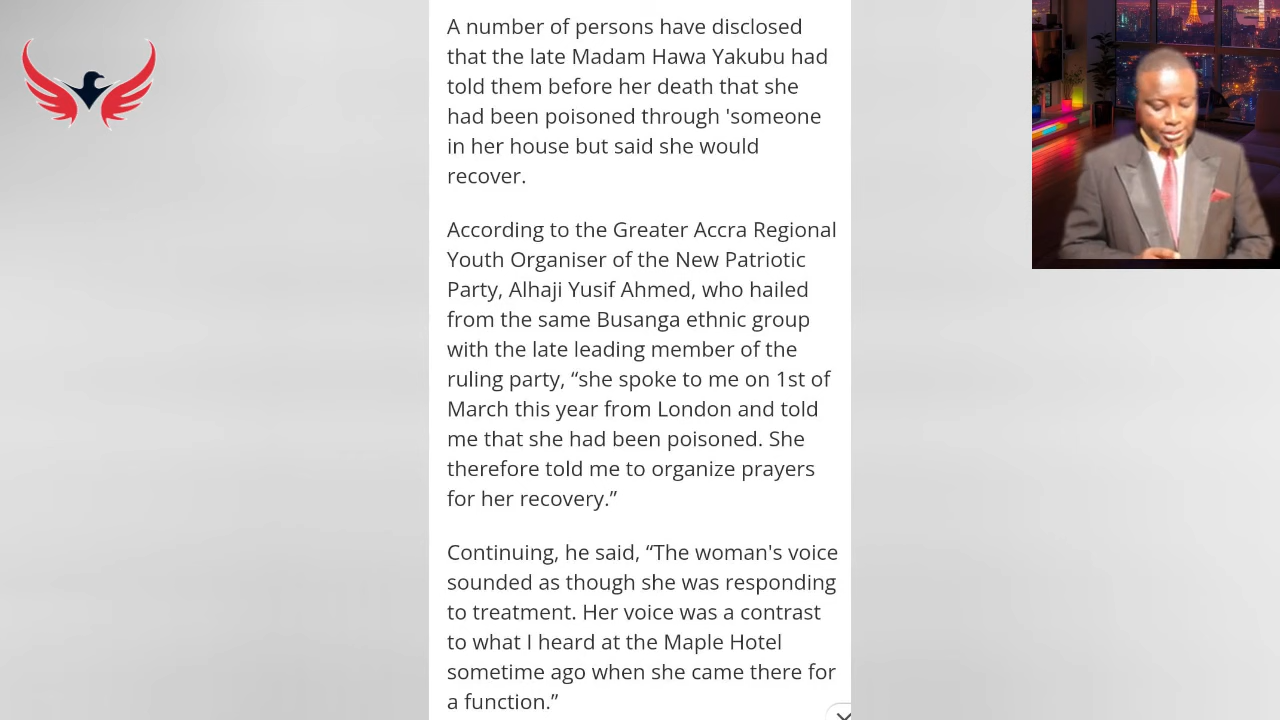 A number of persons have disclosed
that the late Madam Hawa Yakubu had
told them before her death that she
had been poisoned through 'someone
in her house but said she would
recover.
According to the Greater Accra Regional
Youth Organiser of the New Patriotic
Party, Alhaji Yusif Ahmed, who hailed
from the same Busanga ethnic group
with the late leading member of the
ruling party, “she spoke to me on 1st of
March this year from London and told
me that she had been poisoned. She
therefore told me to organize prayers
for her recovery.”
Continuing, he said, “The woman's voice
sounded as though she was responding
to treatment. Her voice was a contrast
to what I heard at the Maple Hotel
sometime ago when she came there for
a function.”